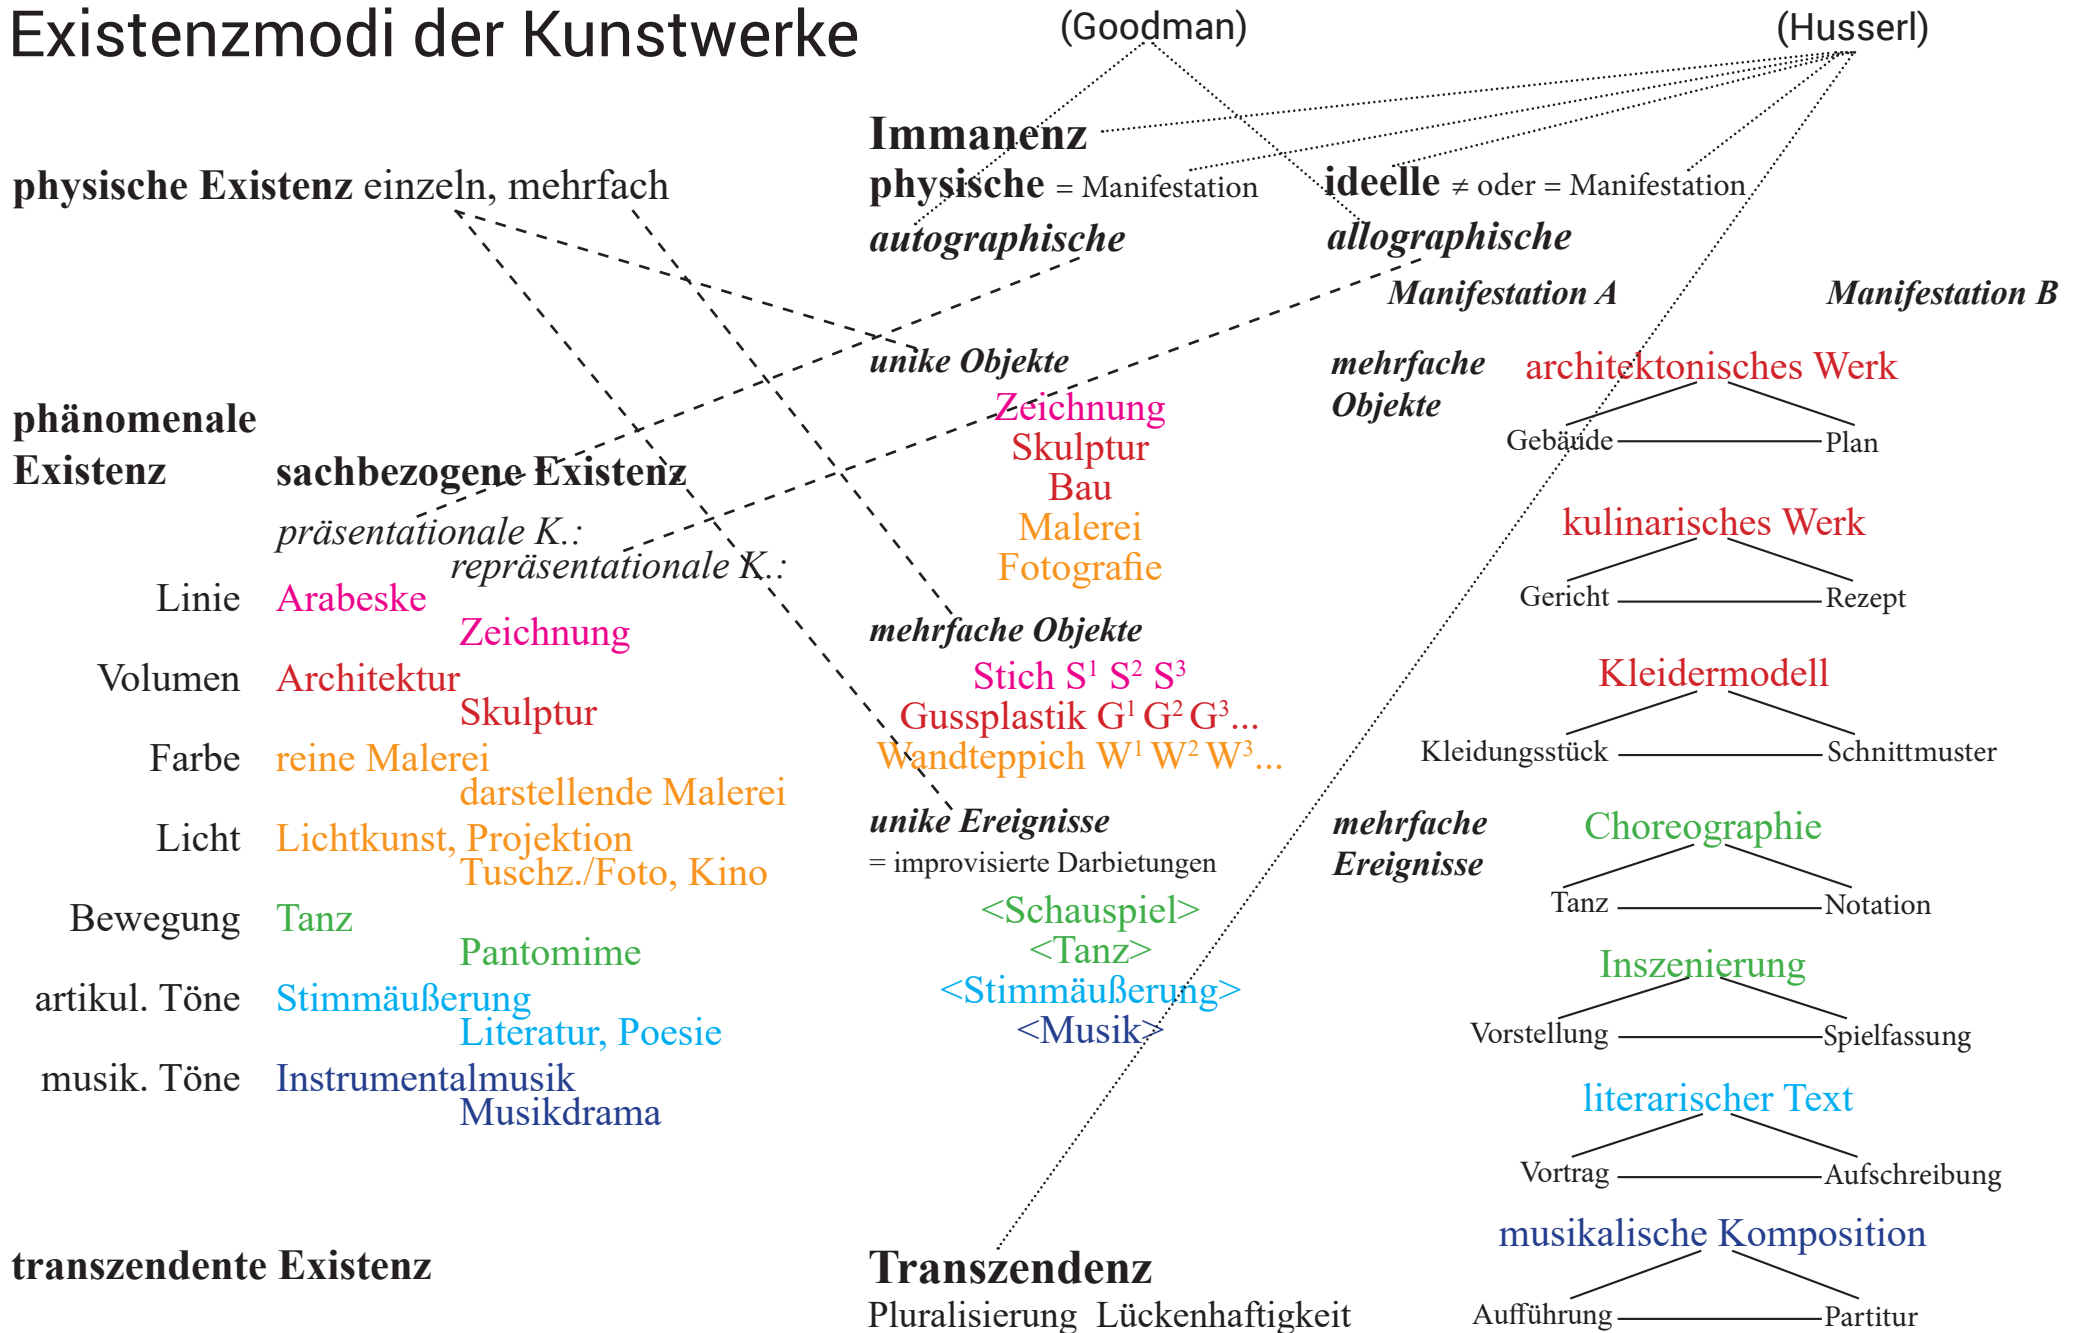 Existenzmodi der Kunstwerke
(Goodman)
(Husserl)
Immanenz
physische Existenz einzeln, mehrfach
physische = Manifestation
ideelle ≠ oder = Manifestation
autographische
allographische
Manifestation A
Manifestation B
phänomenale
Existenz
sachbezogene Existenz
präsentationale K.:
repräsentationale K.:
Linie
Arabeske
Zeichnung
Volumen
Architektur
Skulptur
Farbe
reine Malerei
darstellende Malerei
Licht
Lichtkunst, Projektion
Tuschz./Foto, Kino
Bewegung
Tanz
Pantomime
artikul. Töne
Stimmäußerung
Literatur, Poesie
musik. Töne
Instrumentalmusik
Musikdrama
transzendente Existenz
unike Objekte
Zeichnung
Skulptur
Bau
Malerei
Fotografie
mehrfache Objekte
Stich S¹ S² S³
Gussplastik G¹ G² G³...
Wandteppich W¹ W² W³...
unike Ereignisse
= improvisierte Darbietungen
<Schauspiel>
<Tanz>
<Stimmäußerung>
<Musik>
Transzendenz
Pluralisierung Lückenhaftigkeit
mehrfache
Objekte
architektonisches Werk
Gebäude
Plan
kulinarisches Werk
Gericht
Rezept
Kleidermodell
Kleidungsstück
Schnittmuster
mehrfache
Ereignisse
Choreographie
Tanz
Notation
Inszenierung
Vorstellung
Spielfassung
literarischer Text
Vortrag
Aufschreibung
musikalische Komposition
Aufführung
Partitur